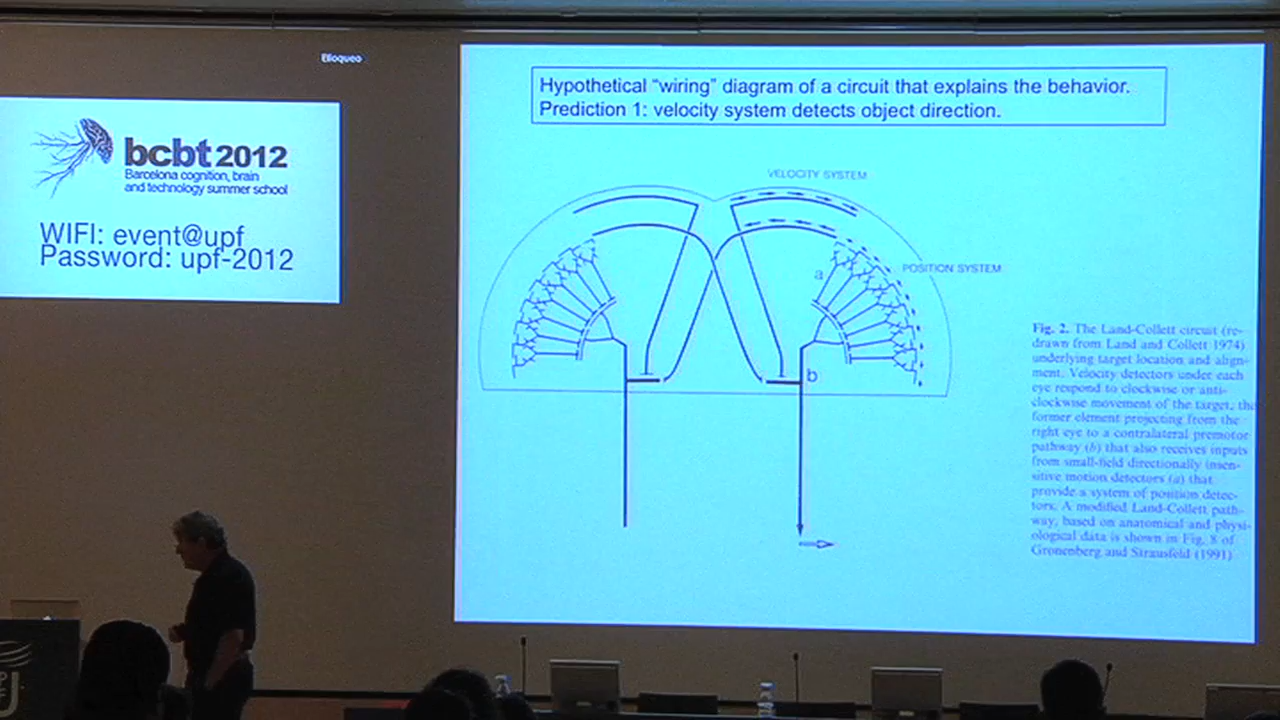 Elloqueo
bcbt 2012
Barcelona cognition, brain
and technology summer school
WIFI: event@upf
Password: upf-2012
Hypothetical "wiring" diagram of a circuit that explains the behavior.
Prediction 1: velocity system detects object direction.
VELOCITY SYSTEM
POSITION SYSTEM
a
b
Fig. 2. The Land-Collett circuit (re-
drawn from Land and Collett 1974)
underlying target location and align-
ment. Velocity detectors under each
eye respond to clockwise or anti-
clockwise movement of the target, the
former element projecting from the
right eye to a contralateral premotor
pathway (b) that also receives inputs
from small-field directionally insen-
sitive motion detectors (a) that
provide a system of position detec-
tors. A modified Land-Collett path-
way, based on anatomical and physi-
ological data is shown in Fig. 8 of
Gronenberg and Strausfeld (1991)